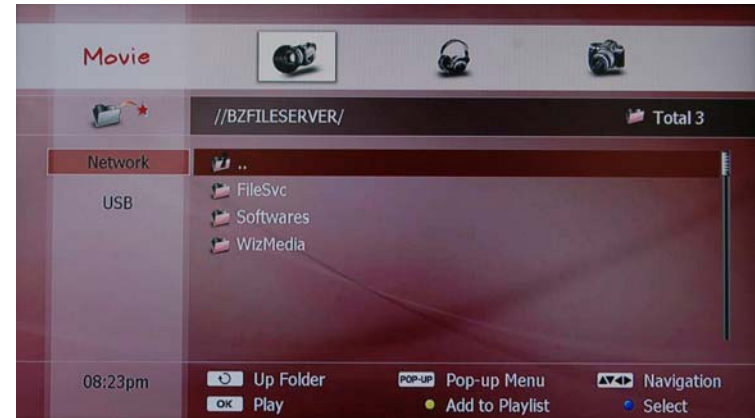 Movie
//BZFILESERVER/
Total 3
Network
..
FileSvc
USB
Softwares
WizMedia
08:23pm
Up Folder
POP-UP Pop-up Menu
Navigation
OK Play
Add to Playlist
Select